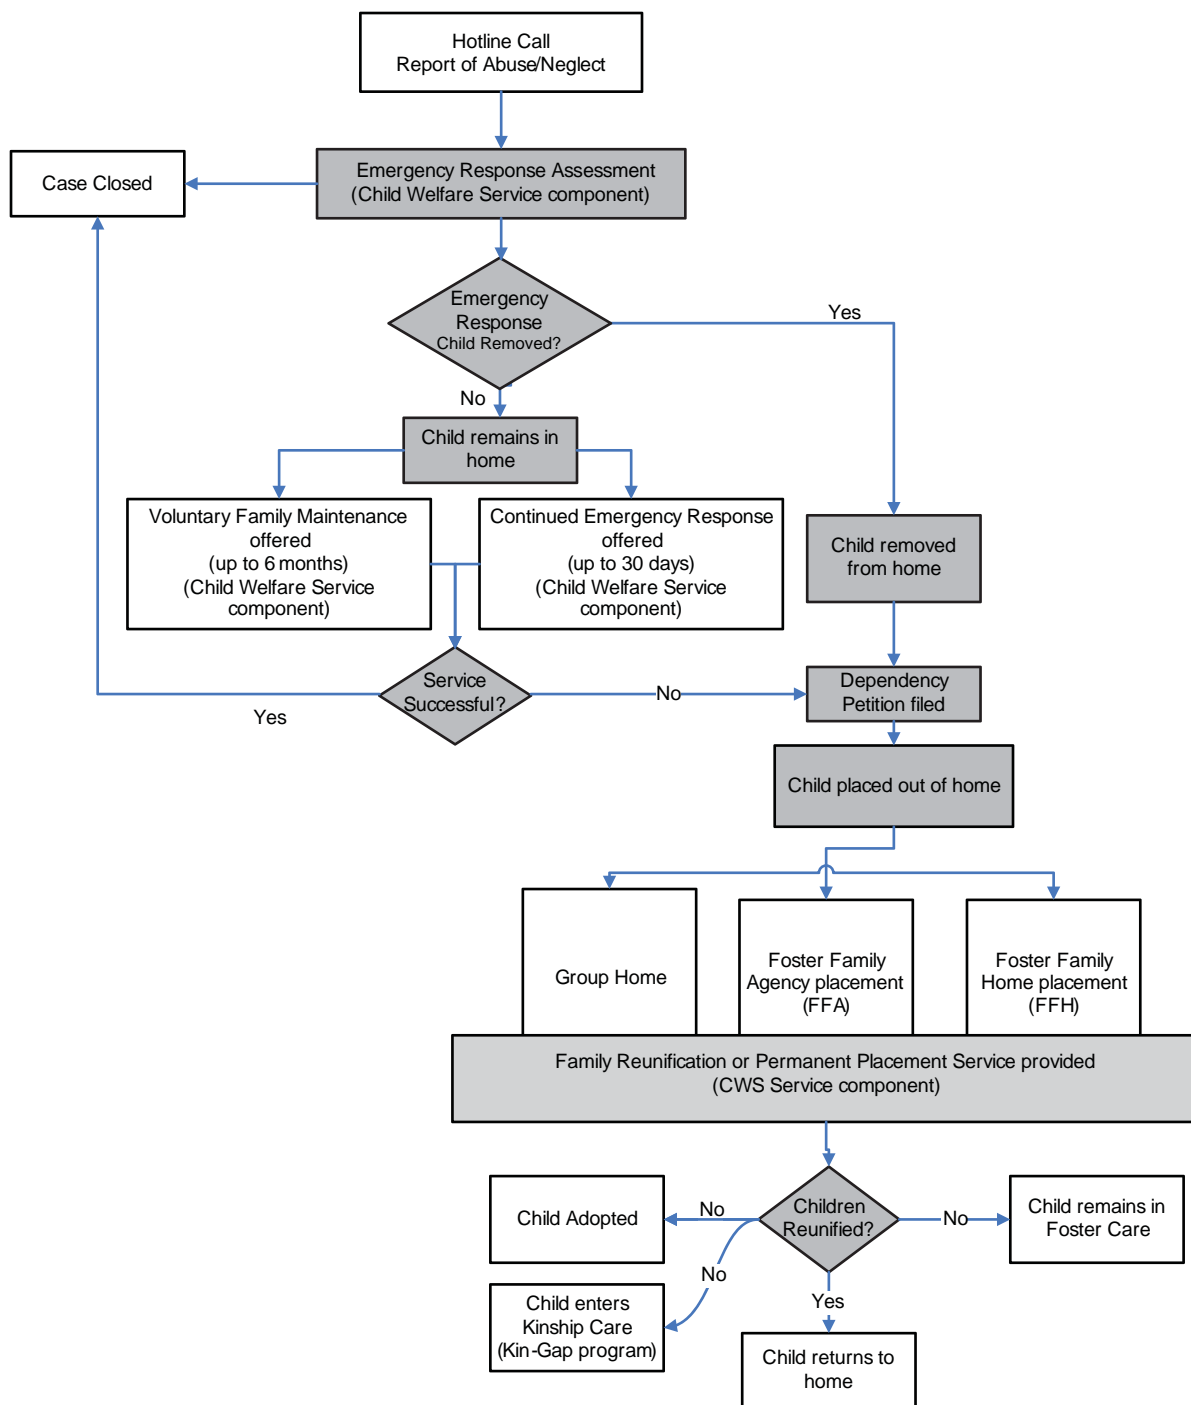 Hotline Call
Report of Abuse/Neglect
Case Closed
Emergency Response Assessment
(Child Welfare Service component)
Emergency
Response
Child Removed?
Yes
No
Child remains in
home
Voluntary Family Maintenance
offered
(up to 6 months)
(Child Welfare Service
component)
Continued Emergency Response
offered
(up to 30 days)
(Child Welfare Service
component)
Child removed
from home
Service
Successful?
Yes
No
Dependency
Petition filed
Child placed out of home
Group Home
Foster Family
Agency placement
(FFA)
Foster Family
Home placement
(FFH)
Family Reunification or Permanent Placement Service provided
(CWS Service component)
Children
Reunified?
No
Child Adopted
No
Child remains in
Foster Care
No
Child enters
Kinship Care
(Kin-Gap program)
Yes
Child returns to
home